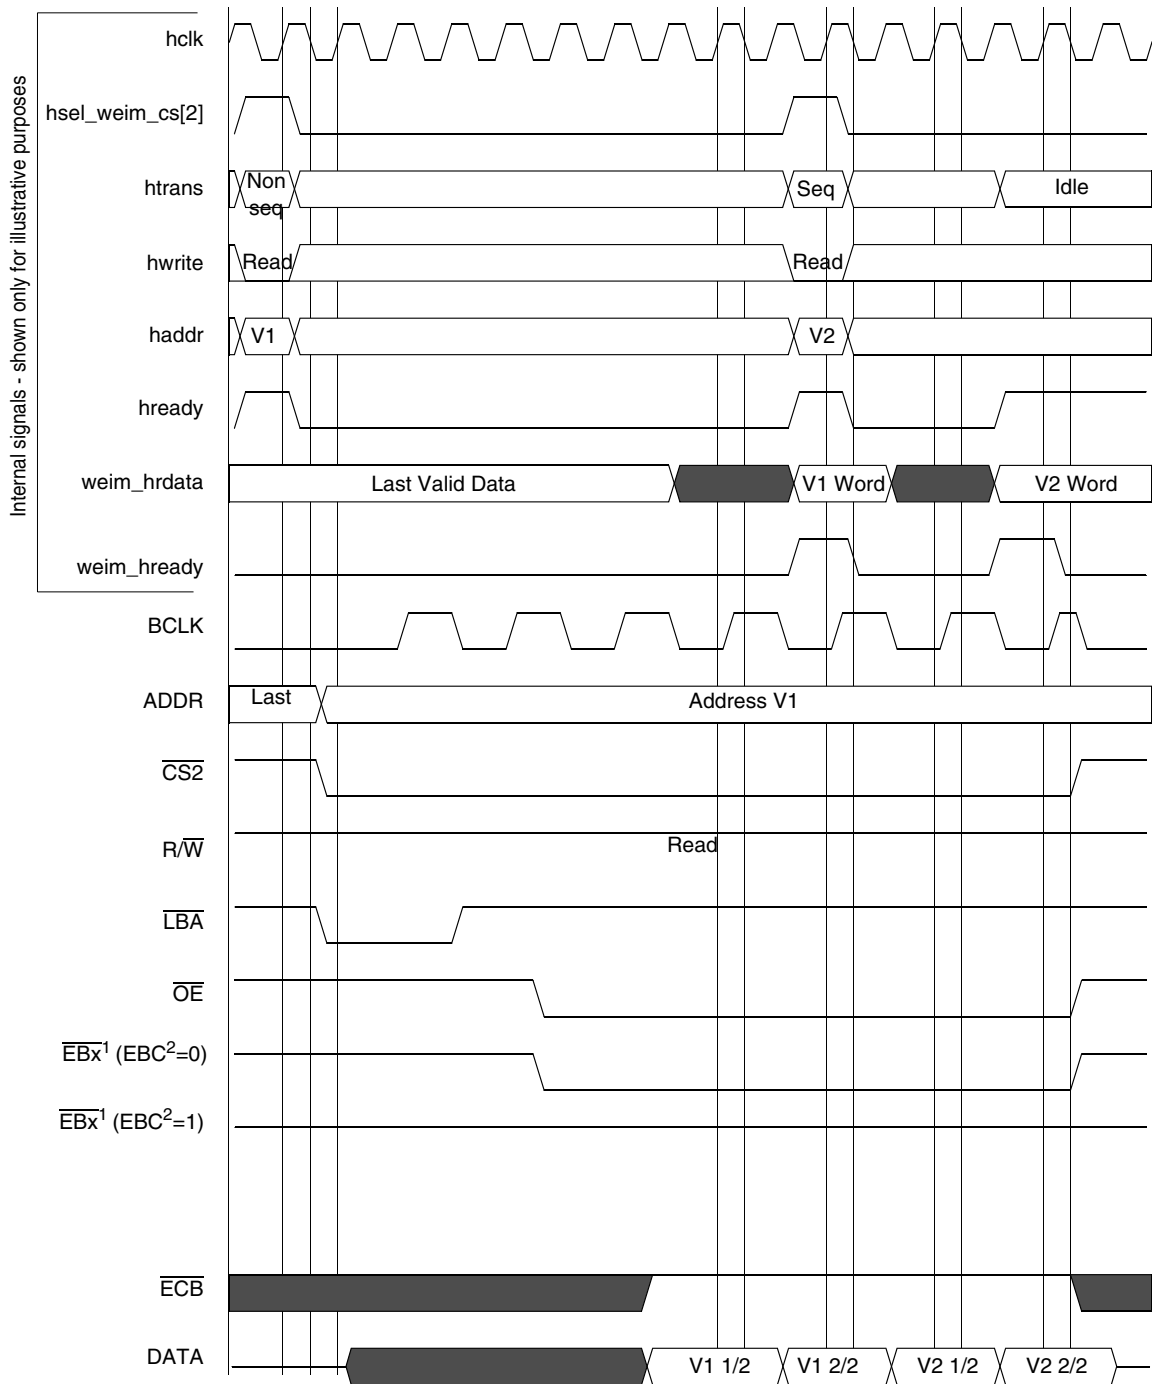 Internal signals - shown only for illustrative purposes
hclk
hsel_weim_cs[2]
htrans Non seq Seq Idle
hwrite Read Read
haddr V1 V2
hready
weim_hrdata Last Valid Data V1 Word V2 Word
weim_hready
BCLK
ADDR Last Address V1
CS2
R/W Read
LBA
OE
EBx1 (EBC2=0)
EBx1 (EBC2=1)
ECB
DATA V1 1/2 V1 2/2 V2 1/2 V2 2/2